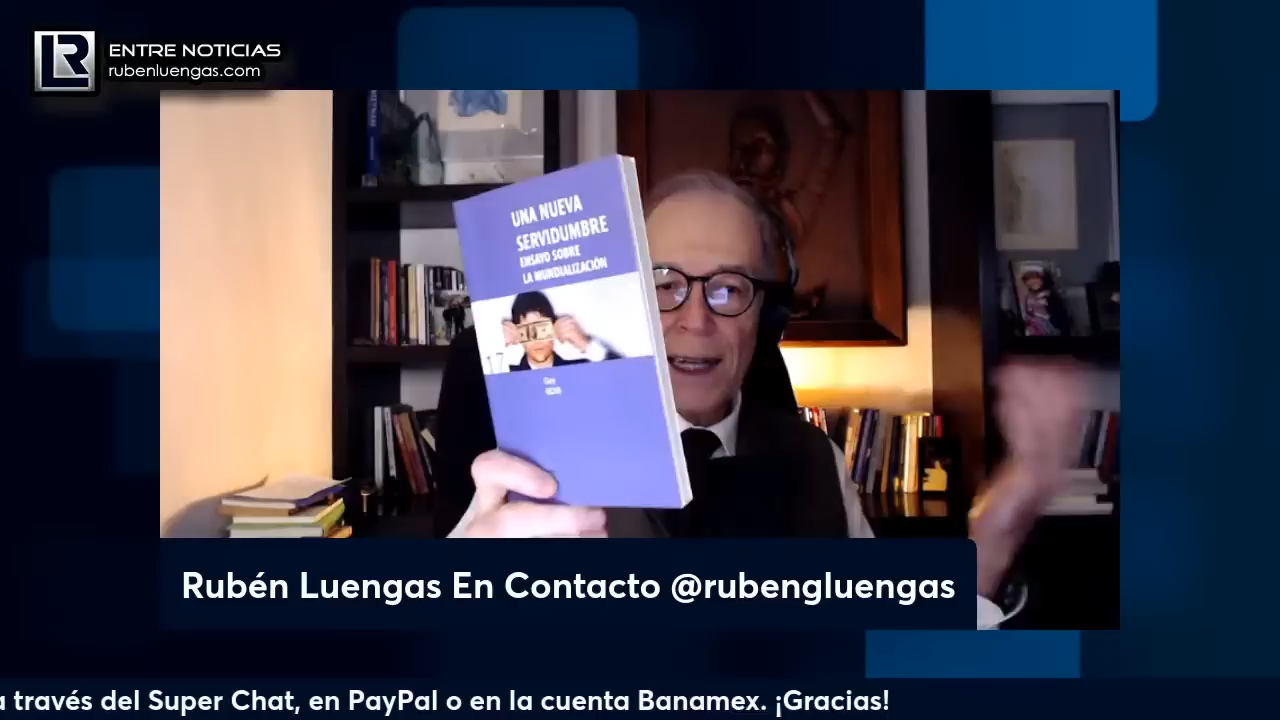 ENTRE NOTICIAS
rubenluengas.com
UNA NUEVA
SERVIDUMBRE
ENSAYO SOBRE
LA MUNDIALIZACIÓN
Guy
Rubén Luengas En Contacto @rubengluengas
a través del Super Chat, en PayPal o en la cuenta Banamex. ¡Gracias!